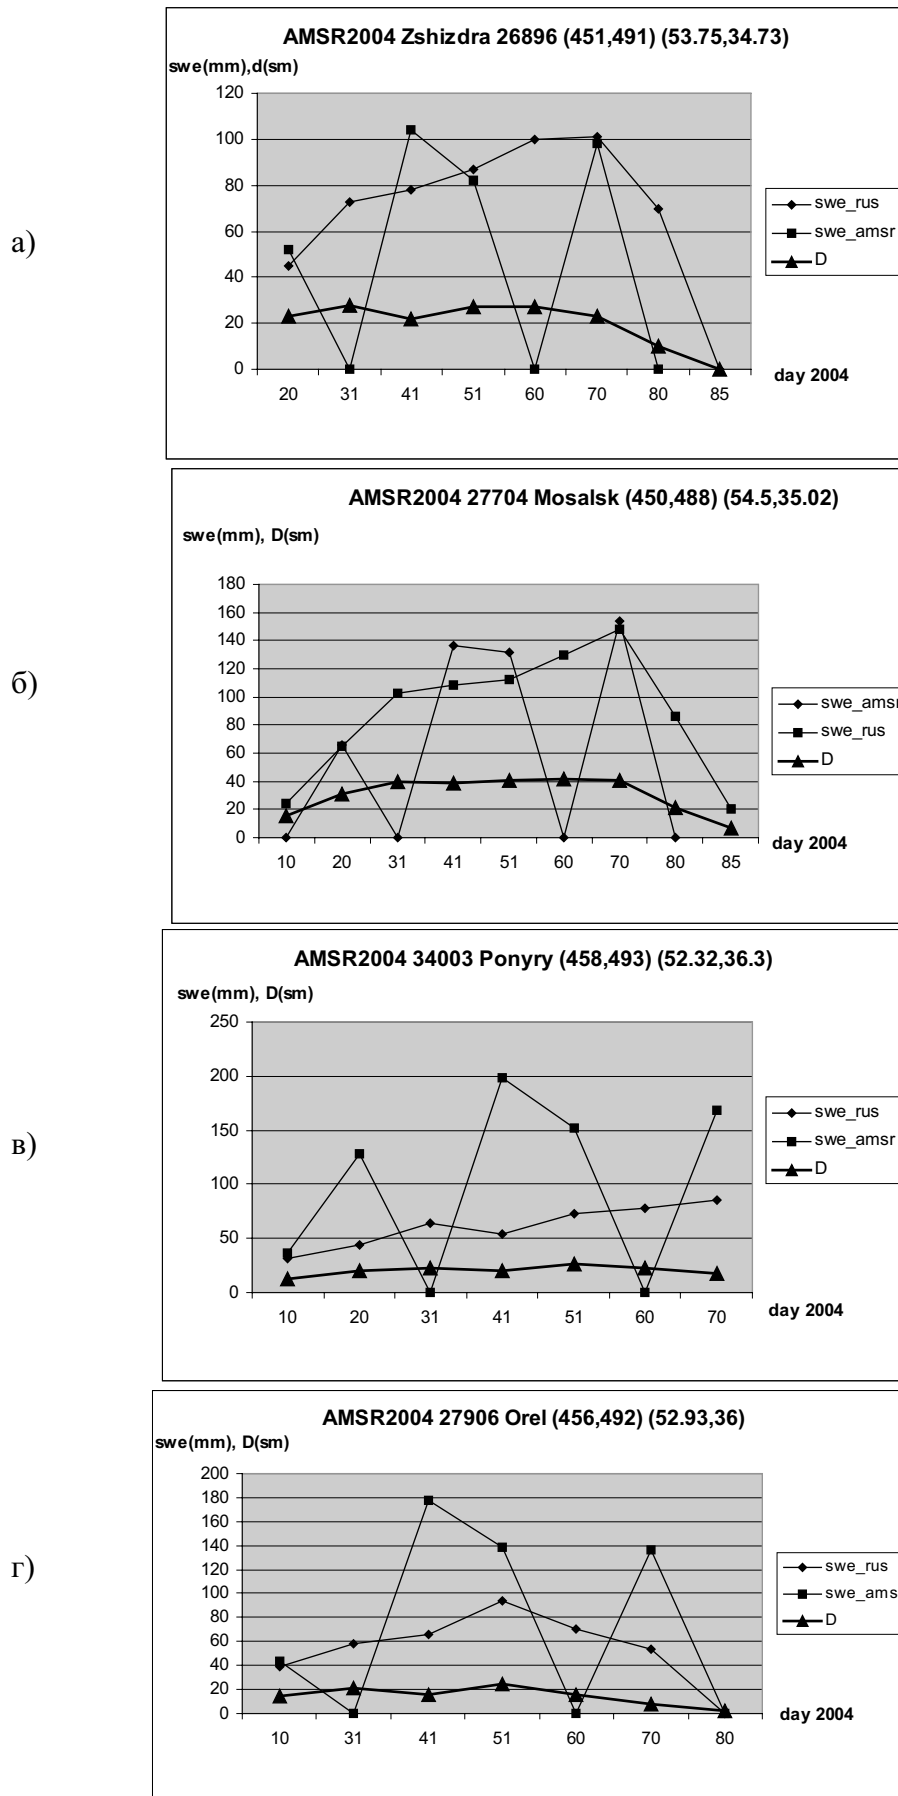 AMSR2004 Zshizdra 26896 (451,491) (53.75,34.73)
swe(mm),d(sm)
120
100
80
60
40
20
0
20 31 41 51 60 70 80 85
day 2004
swe_rus
swe_amsr
D
а)
AMSR2004 27704 Mosalsk (450,488) (54.5,35.02)
swe(mm), D(sm)
180
160
140
120
100
80
60
40
20
0
10 20 31 41 51 60 70 80 85
day 2004
swe_amsr
swe_rus
D
б)
AMSR2004 34003 Ponyry (458,493) (52.32,36.3)
swe(mm), D(sm)
250
200
150
100
50
0
10 20 31 41 51 60 70
day 2004
swe_rus
swe_amsr
D
в)
AMSR2004 27906 Orel (456,492) (52.93,36)
swe(mm), D(sm)
200
180
160
140
120
100
80
60
40
20
0
10 31 41 51 60 70 80
day 2004
swe_rus
swe_ams
D
г)